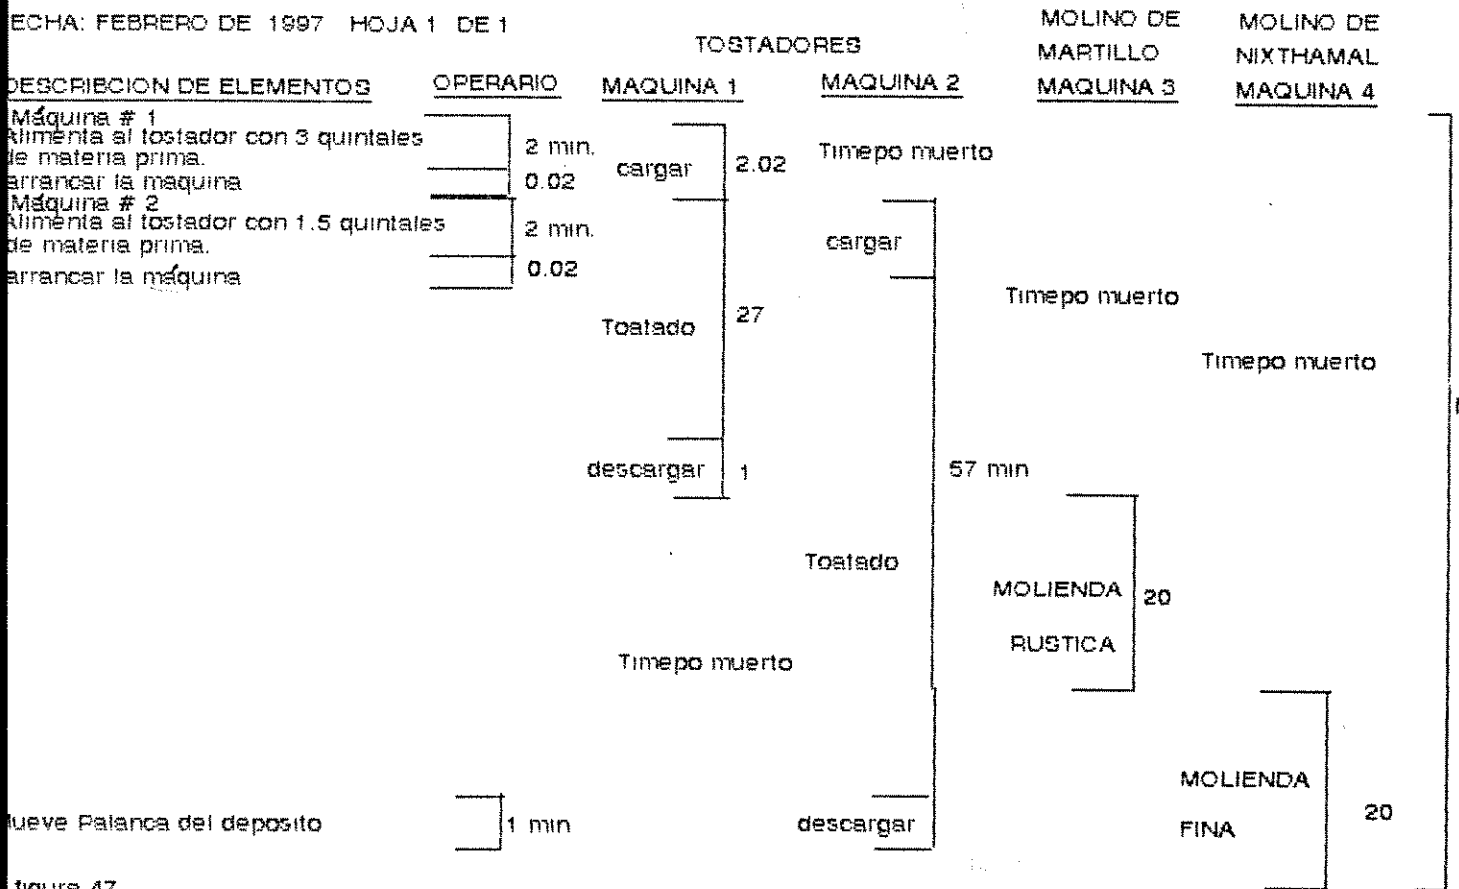 ECHA: FEBRERO DE 1997 HOJA 1 DE 1
TOSTADORES
MOLINO DE
MARTILLO
MOLINO DE
NIXTHAMAL
DESCRIBCION DE ELEMENTOS OPERARIO MAQUINA 1 MAQUINA 2 MAQUINA 3 MAQUINA 4
Máquina # 1
Alimenta al tostador con 3 quintales
de materia prima.
2 min.
arrancar la maquina
0.02
cargar 2.02
Timepo muerto
Máquina # 2
Alimenta al tostador con 1.5 quintales
de materia prima.
2 min.
arrancar la máquina
0.02
cargar
Timepo muerto
Toatado 27
Timepo muerto
descargar 1
57 min
Toatado
MOLIENDA
RUSTICA
20
Timepo muerto
MOLIENDA
FINA
20
Mueve Palanca del deposito 1 min descargar
figura 47